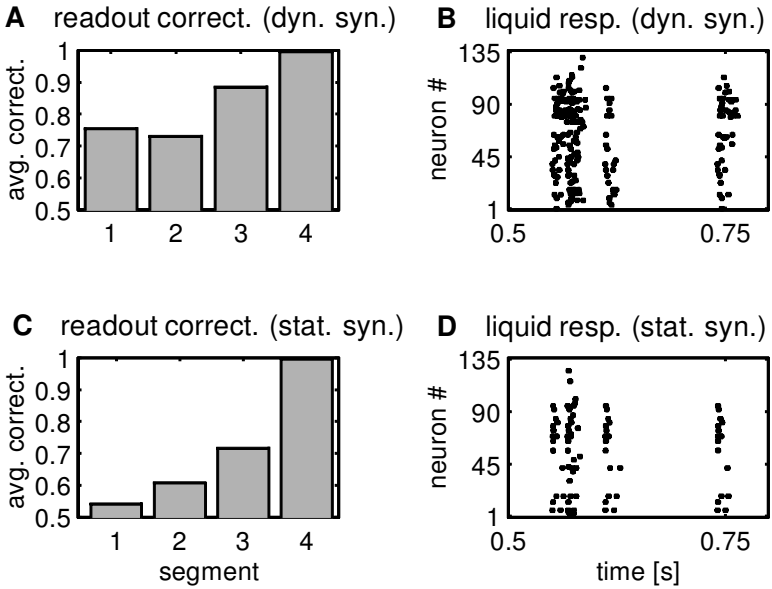 A readout correct. (dyn. syn.)
avg. correct.
1
0.9
0.8
0.7
0.6
0.5
1 2 3 4
B liquid resp. (dyn. syn.)
neuron #
135
90
45
1
0.5 0.75
C readout correct. (stat. syn.)
avg. correct.
1
0.9
0.8
0.7
0.6
0.5
1 2 3 4
segment
D liquid resp. (stat. syn.)
neuron #
135
90
45
1
0.5 0.75
time [s]